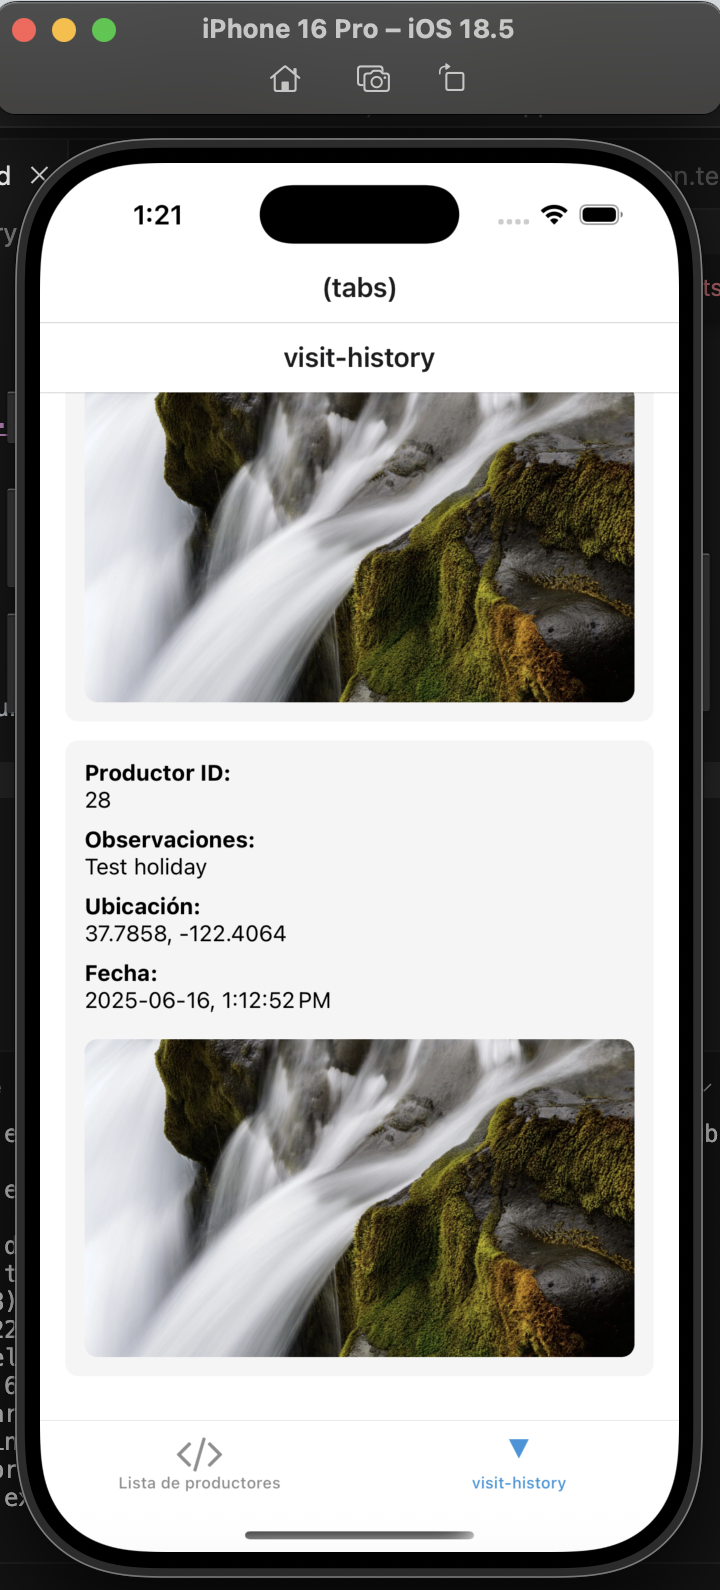 iPhone 16 Pro – iOS 18.5
1:21
(tabs)
visit-history
Productor ID:
28
Observaciones:
Test holiday
Ubicación:
37.7858, -122.4064
Fecha:
2025-06-16, 1:12:52 PM
</>
Lista de productores
visit-history